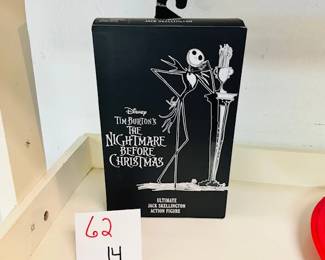 Disney
TIM BURTON'S
THE
NIGHTMARE
BEFORE
CHRISTMAS
ULTIMATE
JACK SKELLINGTON
ACTION FIGURE
62
14